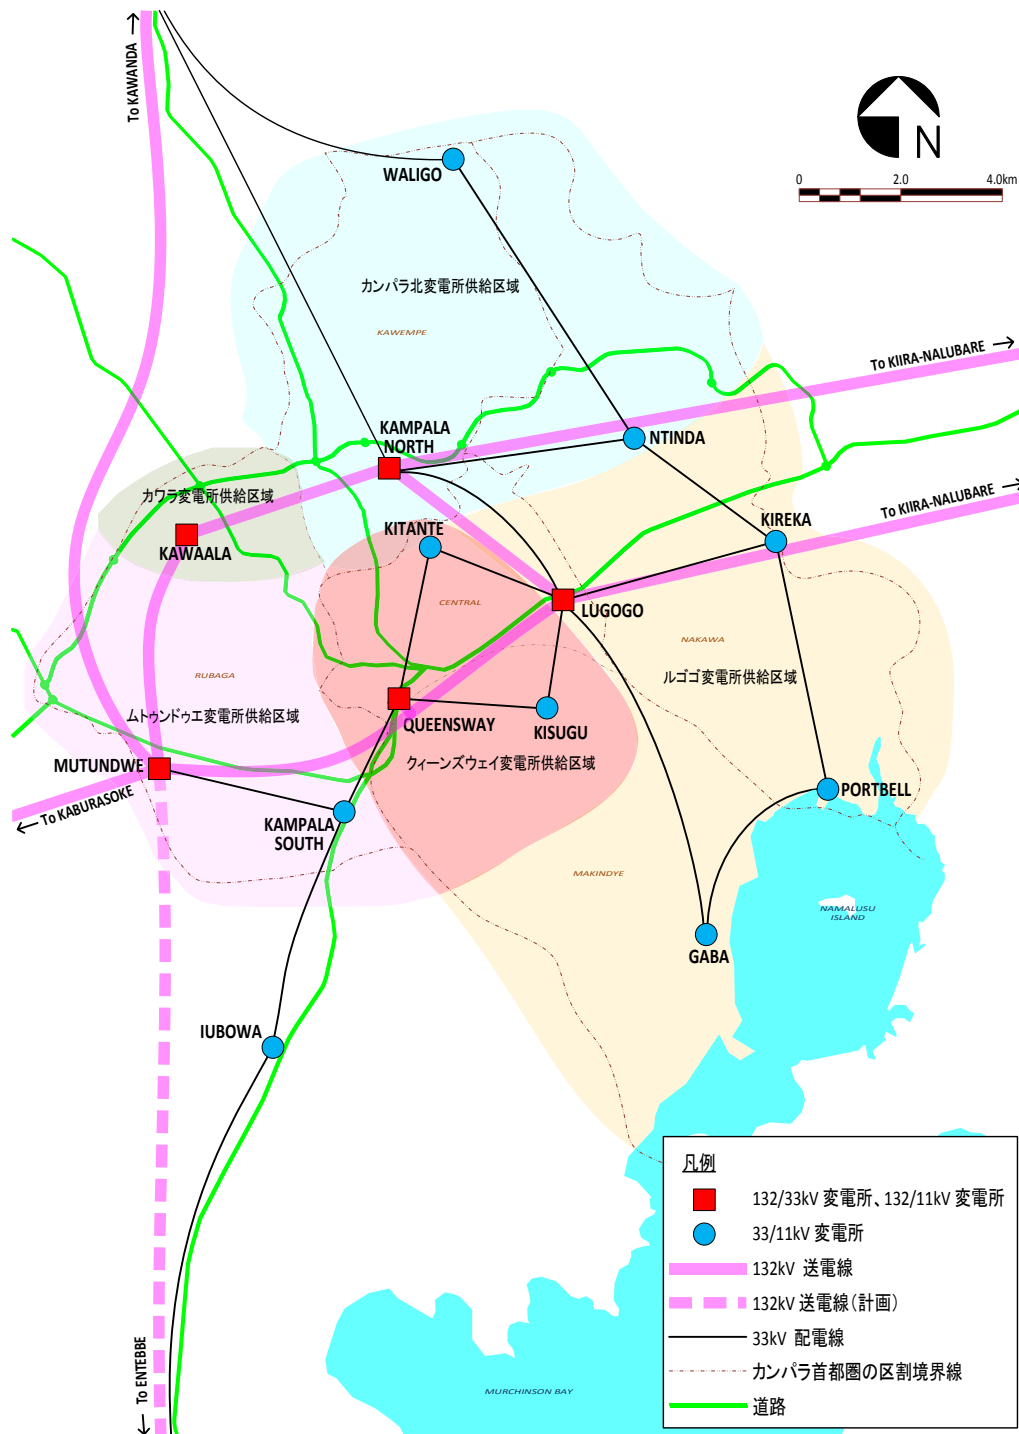 To KAWANDA →
N
0 2.0 4.0km
WALIGO
カンパラ北変電所供給区域
KAWEMPE
To KIIRA-NALUBARE →
KAMPALA
NORTH
NTINDA
To KIIRA-NALUBARE →
カワラ変電所供給区域
KAWAALA
KITANTE
KIREKA
CENTRAL
LUGOGO
NAKAWA
ルゴゴ変電所供給区域
RUBAGA
ムトゥンドゥエ変電所供給区域
QUEENSWAY
KISUGU
クィーンズウェイ変電所供給区域
MUTUNDWE
← To KABURASOKE
KAMPALA
SOUTH
PORTBELL
MAKINDYE
NAMALUSU
ISLAND
GABA
IUBOWA
← To ENTEBBE
MURCHINSON BAY
凡例
132/33kV 変電所、132/11kV 変電所
33/11kV 変電所
132kV 送電線
132kV 送電線(計画)
33kV 配電線
カンパラ首都圏の区割境界線
道路